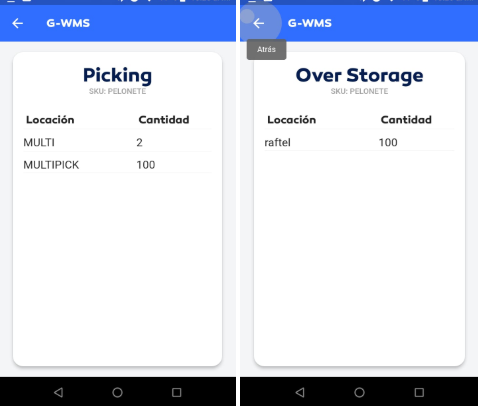 G-WMS
Picking
SKU: PELONETE
Locación Cantidad
MULTI 2
MULTIPICK 100
G-WMS
Atrás
Over Storage
SKU: PELONETE
Locación Cantidad
raftel 100